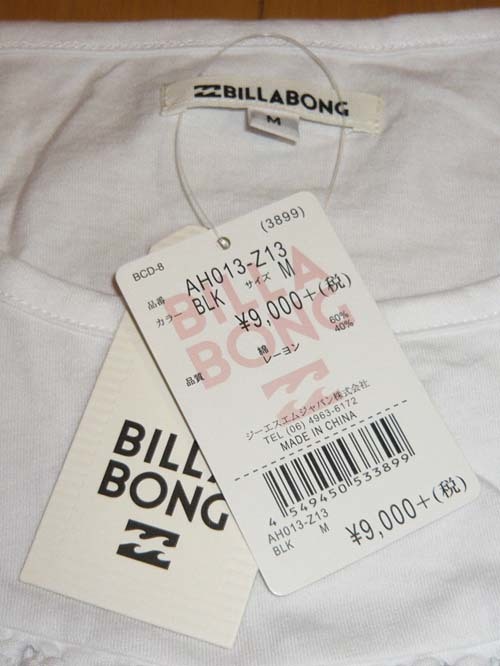 BILLABONG
M
(3899)
BCD-8
品番 AH013-Z13
カラー BLK サイズ M
¥9,000+(税)
品質 綿 60%
レーヨン 40%
BILLA
BONG
ジーエスエムジャパン株式会社
TEL (06) 4963-6172
MADE IN CHINA
4 549450 533899
AH013-Z13
BLK M
¥9,000+(税)
BILL
BONG